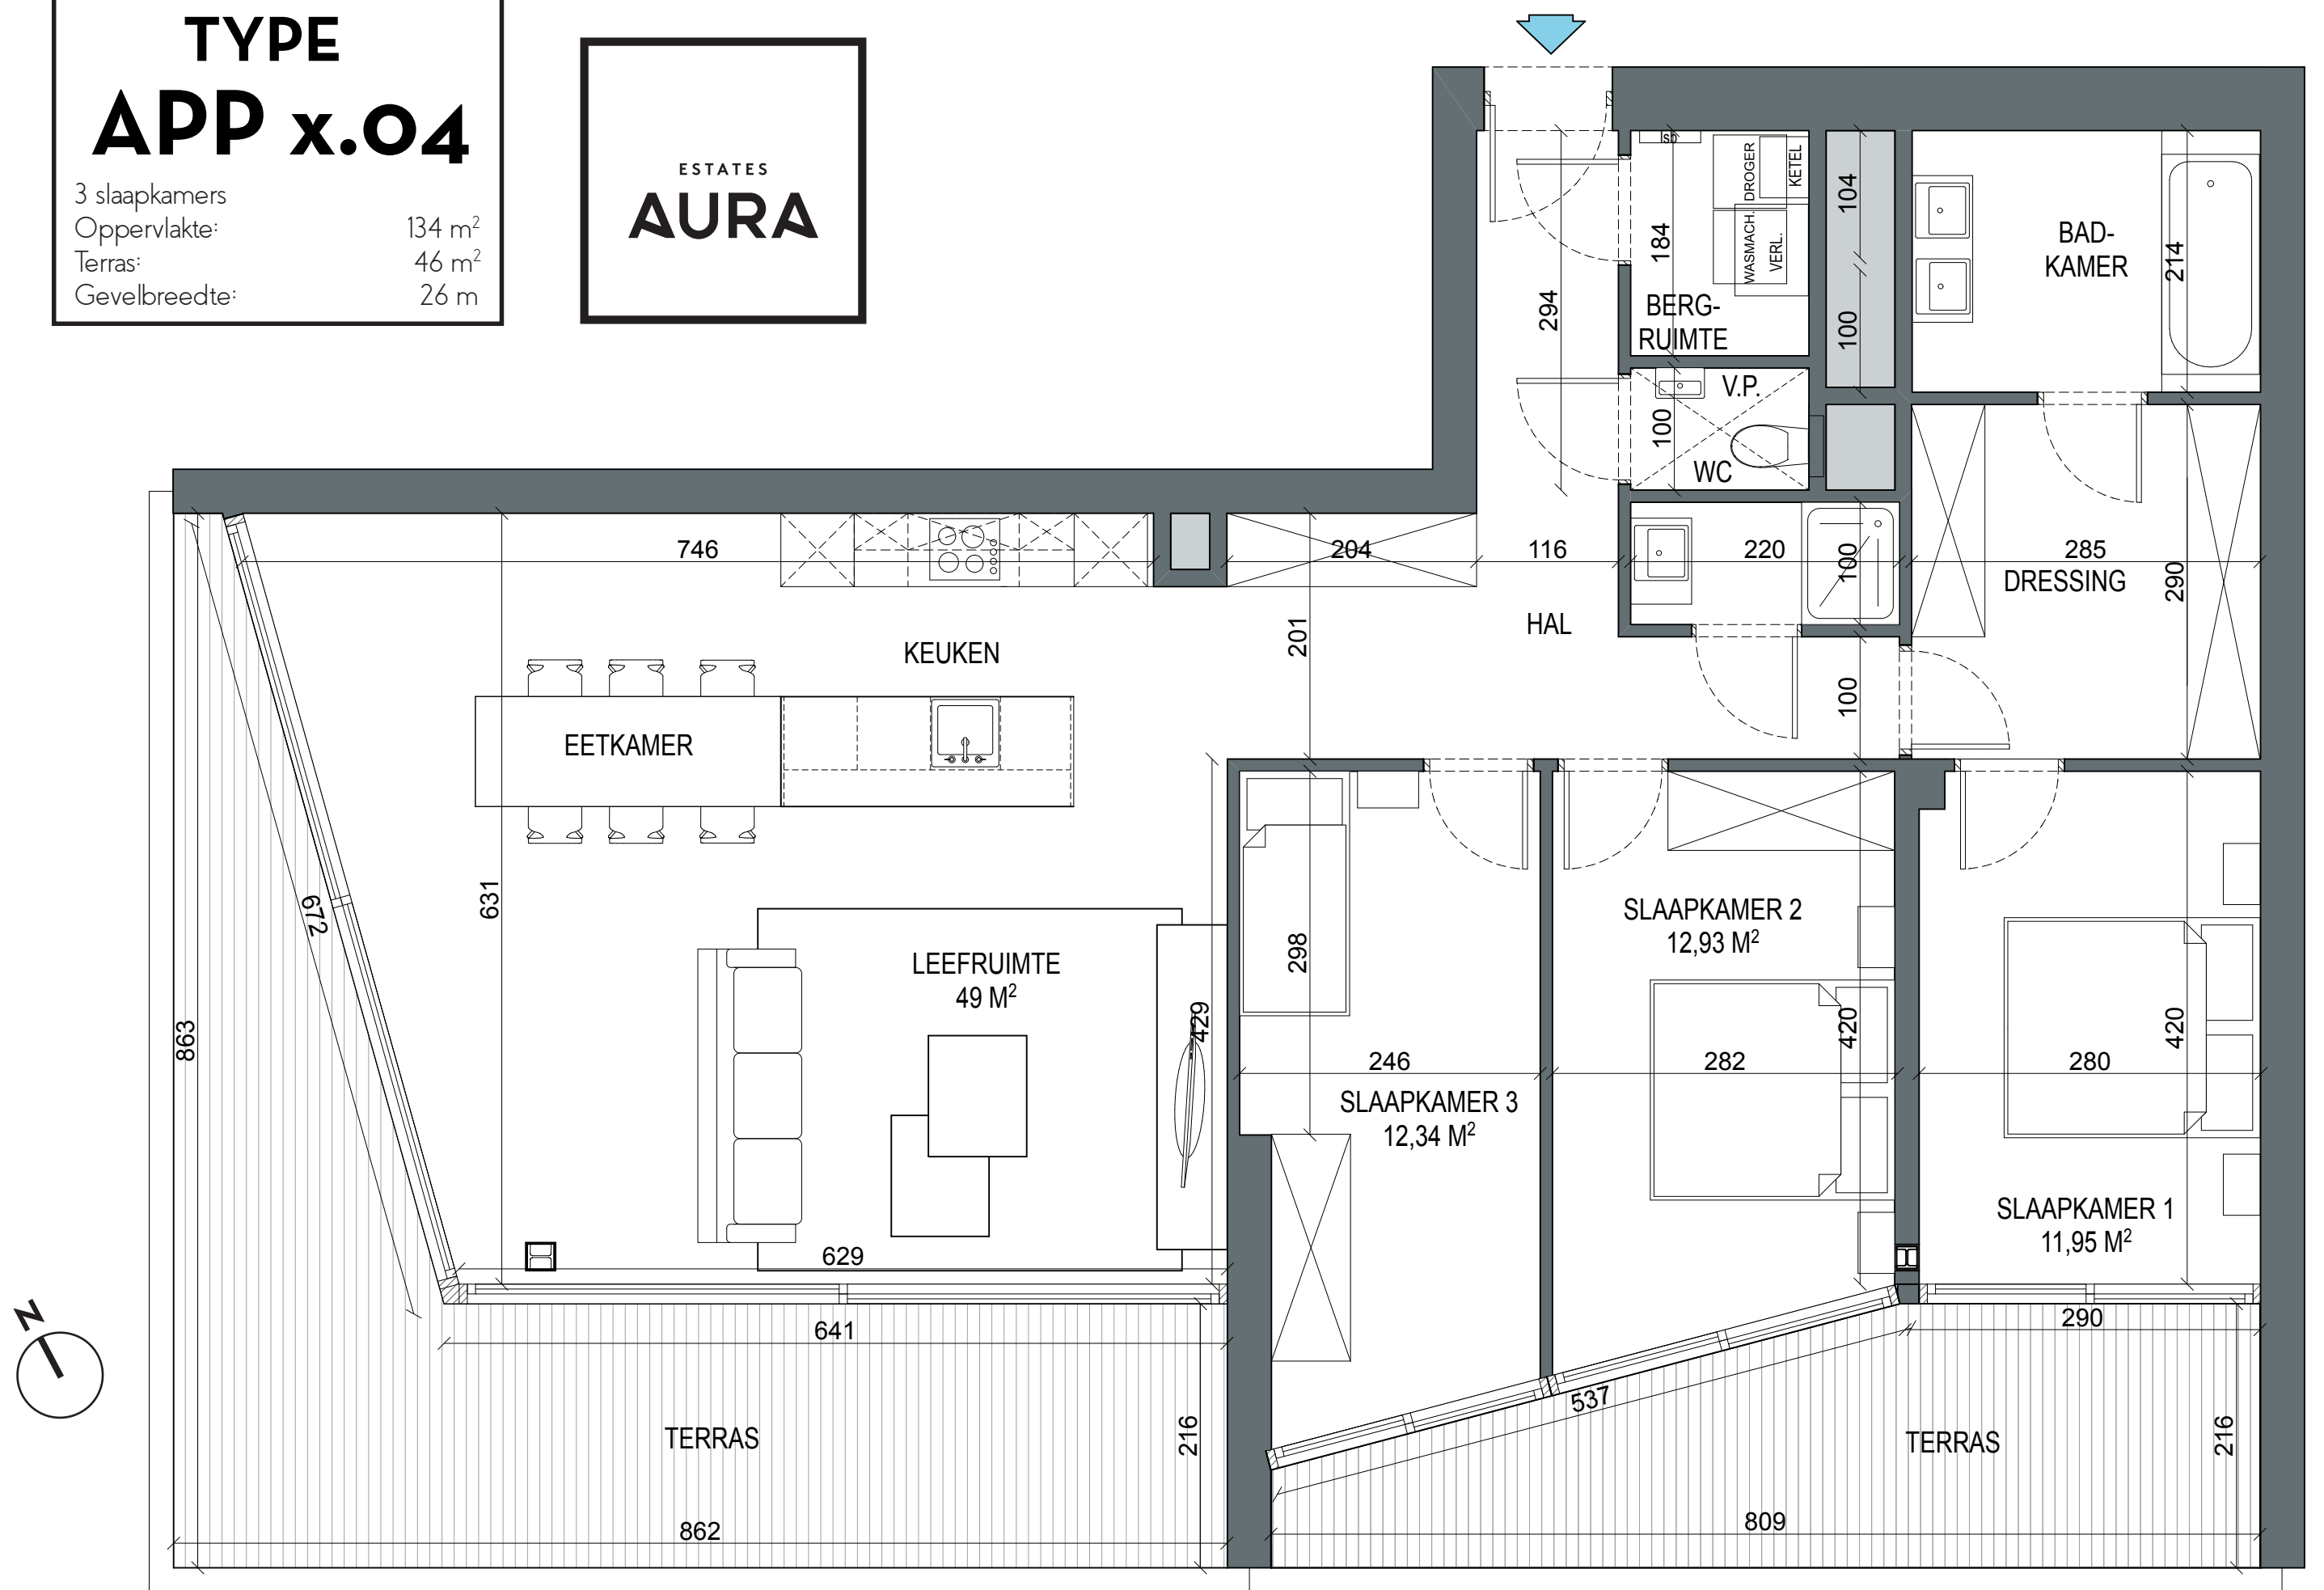 TYPE
APP x.04
3 slaapkamers
Oppervlakte: 134 m²
Terras: 46 m²
Gevelbreedte: 26 m
ESTATES
AURA
SD
DROGER
KETEL
WASMACH.
VERL.
184
BERG-
RUIMTE
294
104
100
BAD-
KAMER
214
V.P.
100
WC
746
204
116
220
100
285
DRESSING
290
HAL
201
KEUKEN
100
EETKAMER
631
672
863
LEEFRUIMTE
49 M²
429
298
SLAAPKAMER 2
12,93 M²
420
420
246
282
280
SLAAPKAMER 3
12,34 M²
SLAAPKAMER 1
11,95 M²
629
641
290
537
N
TERRAS
216
TERRAS
216
862
809